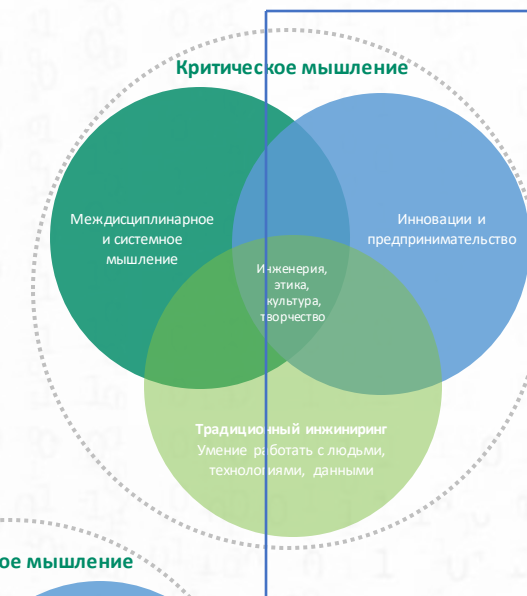 Критическое мышление
Междисциплинарное
и системное
мышление
Инновации и
предпринимательство
Инженерия,
этика,
культура,
творчество
Традиционный инжиниринг
Умение работать с людьми,
технологиями, данными
ое мышление